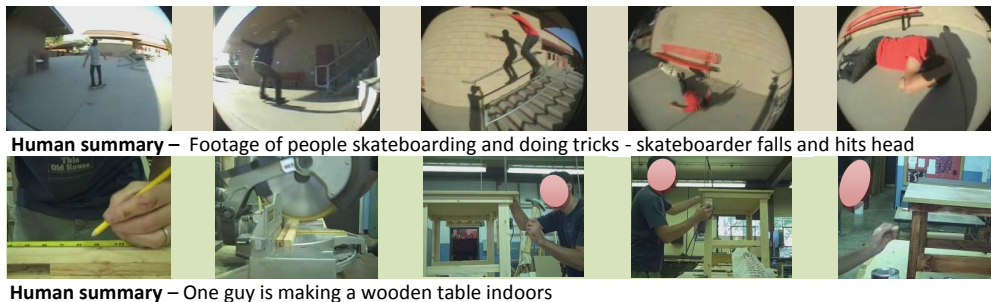 Human summary – Footage of people skateboarding and doing tricks - skateboarder falls and hits head
This
Old House
Human summary – One guy is making a wooden table indoors